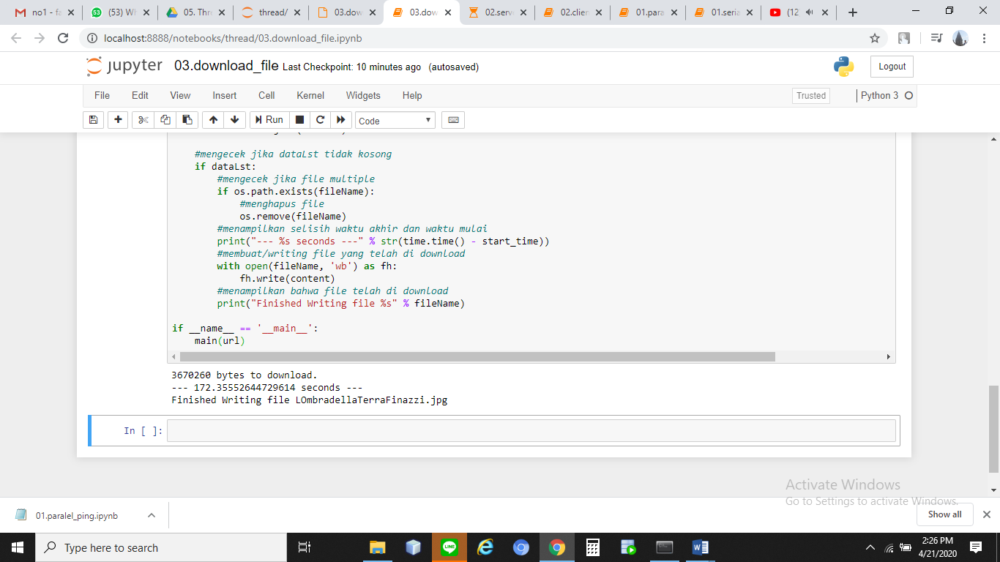 no1 - fa
(53) Wh
05. Thr
thread/
03.dow
03.dow
02.serv
02.clien
01.para
01.seria
(12
localhost:8888/notebooks/thread/03.download_file.ipynb
jupyter 03.download_file Last Checkpoint: 10 minutes ago (autosaved)
Logout
File Edit View Insert Cell Kernel Widgets Help
Trusted
Python 3
Run
Code
#mengecek jika dataLst tidak kosong
if dataLst:
#mengecek jika file multiple
if os.path.exists(fileName):
#menghapus file
os.remove(fileName)
#menampilkan selisih waktu akhir dan waktu mulai
print("--- %s seconds ---" % str(time.time() - start_time))
#membuat/writing file yang telah di download
with open(fileName, 'wb') as fh:
fh.write(content)
#menampilkan bahwa file telah di download
print("Finished Writing file %s" % fileName)
if __name__ == '__main__':
main(url)
3670260 bytes to download.
--- 172.35552644729614 seconds ---
Finished Writing file LOmbradellaTerraFinazzi.jpg
In [ ]:
Activate Windows
Go to Settings to activate Windows.
01.paralel_ping.ipynb
Show all
Type here to search
LINE
2:26 PM
4/21/2020